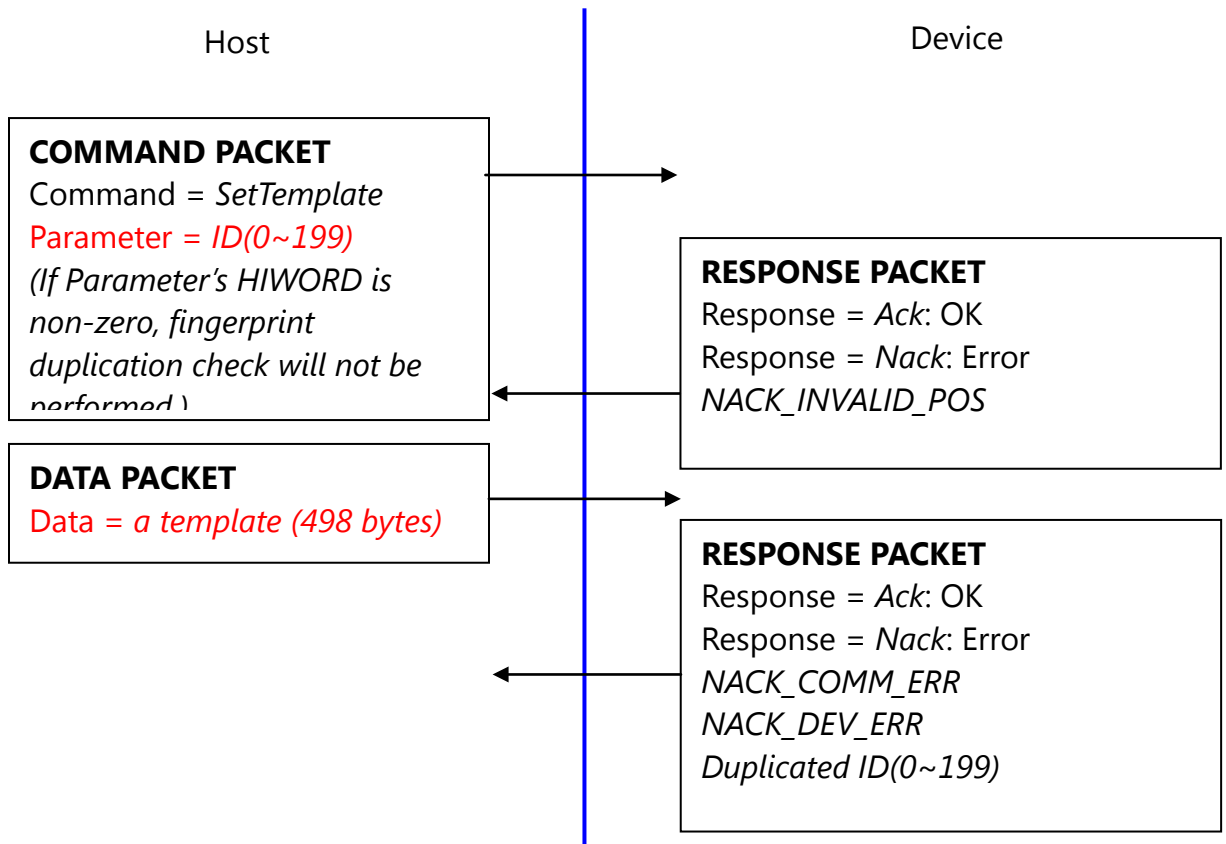 Host
Device
COMMAND PACKET
Command = SetTemplate
Parameter = ID(0~199)
(If Parameter’s HIWORD is
non-zero, fingerprint
duplication check will not be
performed.)
RESPONSE PACKET
Response = Ack: OK
Response = Nack: Error
NACK_INVALID_POS
DATA PACKET
Data = a template (498 bytes)
RESPONSE PACKET
Response = Ack: OK
Response = Nack: Error
NACK_COMM_ERR
NACK_DEV_ERR
Duplicated ID(0~199)